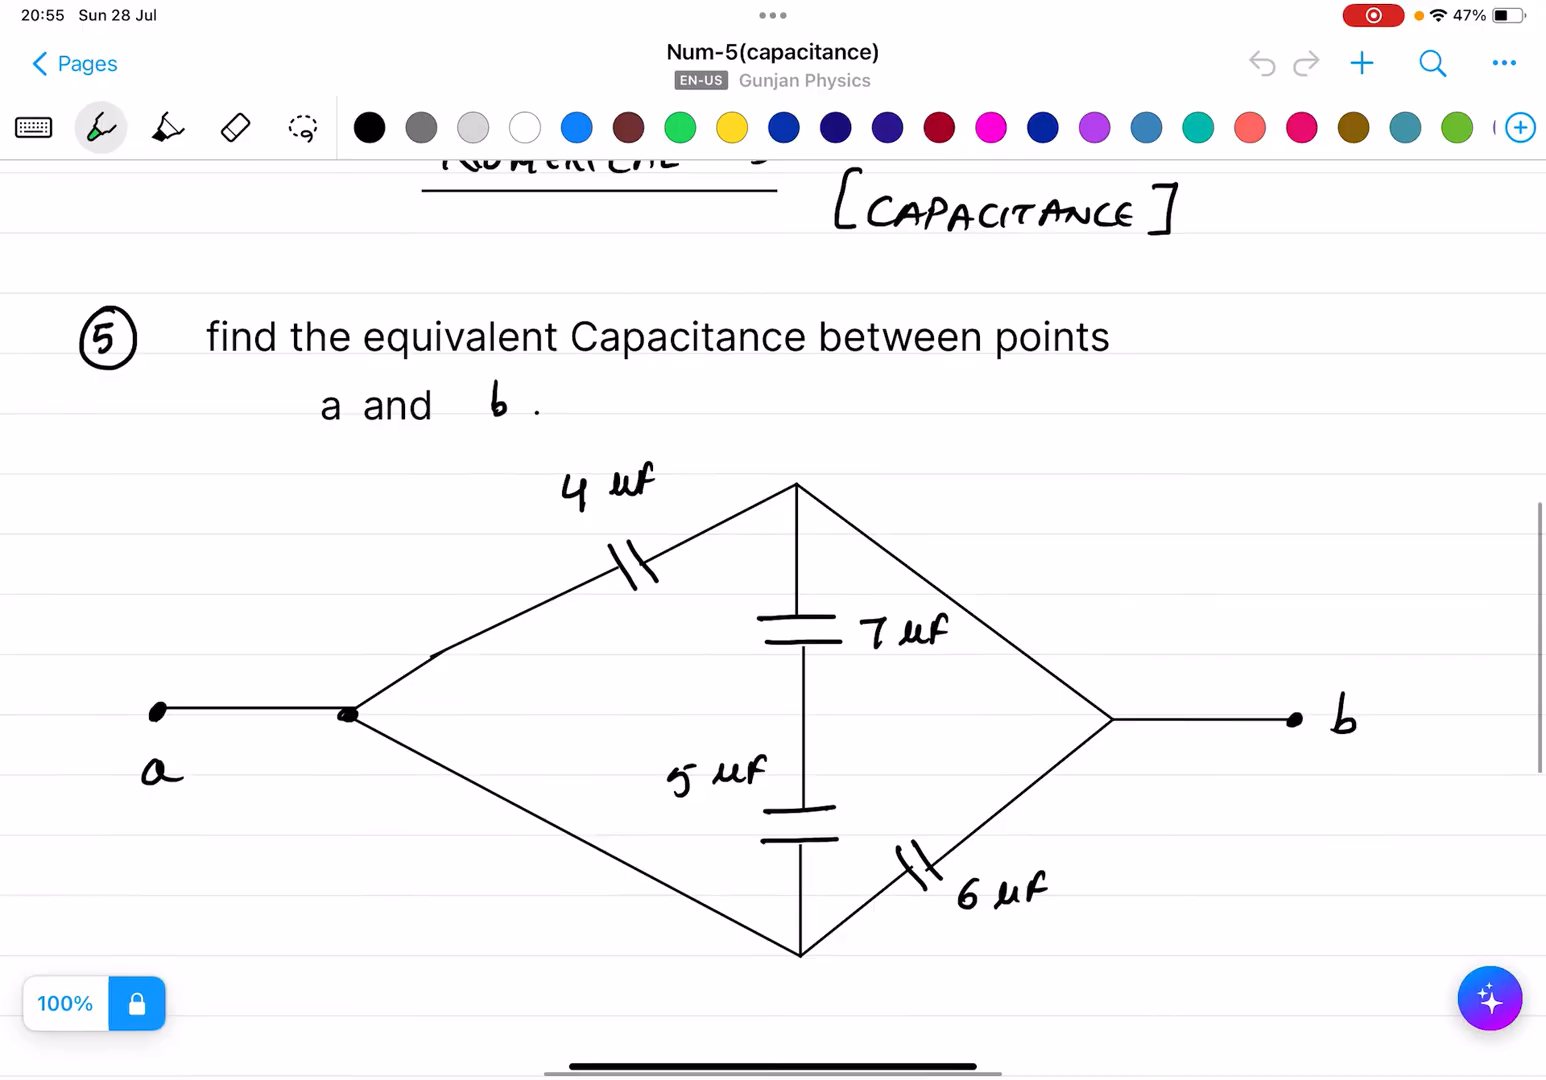 20:55 Sun 28 Jul
47%
Pages
Num-5(capacitance)
EN-US Gunjan Physics
[CAPACITANCE]
5 find the equivalent Capacitance between points
a and b .
4 μf
7 μf
a
b
5 μf
6 μf
100%